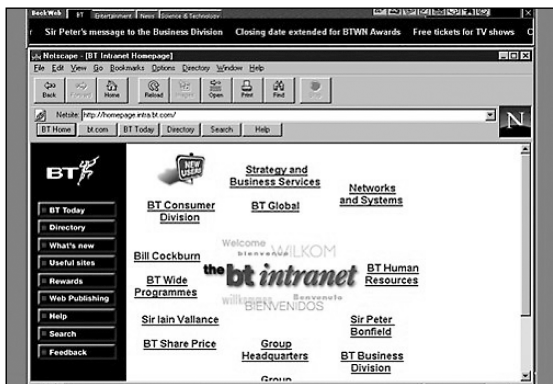 BackWeb BT Entertainment News Science & Technology
Sir Peter's message to the Business Division Closing date extended for BTWN Awards Free tickets for TV shows
Netscape - [BT Intranet Homepage]
File Edit View Go Bookmarks Options Directory Window Help
Back Forward Home Reload Images Open Print Find Stop
Netsite: http://homepage.intra.bt.com/
N
BT Home bt.com BT Today Directory Search Help
BT
BT Today
Directory
What's new
Useful sites
Rewards
Web Publishing
Help
Search
Feedback
NEW
USERS
Strategy and
Business Services
Networks
and Systems
BT Consumer
Division
BT Global
Welcome
bienvenue WILKOM
Bill Cockburn
the bt intranet
BT Human
Resources
BT Wide
Programmes
willkommen Benvenuto
BIENVENIDOS
Sir Iain Vallance
Sir Peter
Bonfield
BT Share Price
Group
Headquarters
BT Business
Division
Group